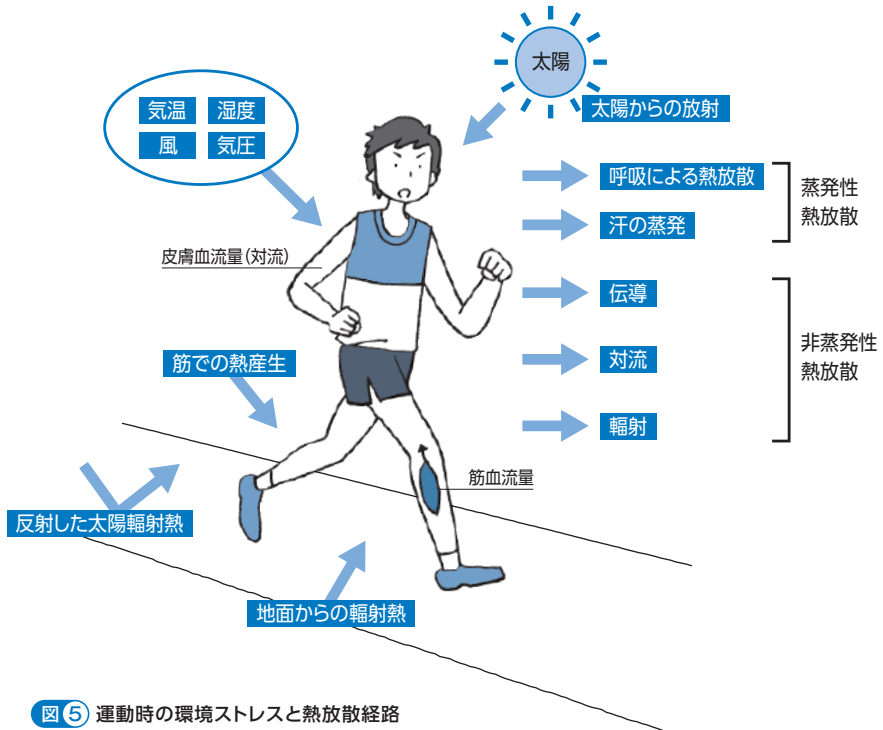 太陽
太陽からの放射
気温 湿度
風 気圧
呼吸による熱放散
汗の蒸発
蒸発性
熱放散
皮膚血流量(対流)
伝導
対流
輻射
非蒸発性
熱放散
筋での熱産生
筋血流量
反射した太陽輻射熱
地面からの輻射熱
図5 運動時の環境ストレスと熱放散経路